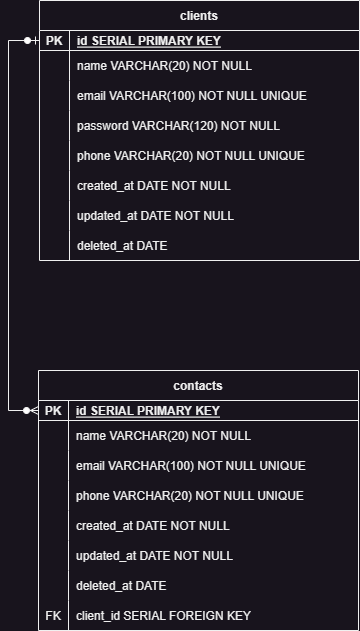 clients
PK id SERIAL PRIMARY KEY
name VARCHAR(20) NOT NULL
email VARCHAR(100) NOT NULL UNIQUE
password VARCHAR(120) NOT NULL
phone VARCHAR(20) NOT NULL UNIQUE
created_at DATE NOT NULL
updated_at DATE NOT NULL
deleted_at DATE
contacts
PK id SERIAL PRIMARY KEY
name VARCHAR(20) NOT NULL
email VARCHAR(100) NOT NULL UNIQUE
phone VARCHAR(20) NOT NULL UNIQUE
created_at DATE NOT NULL
updated_at DATE NOT NULL
deleted_at DATE
FK client_id SERIAL FOREIGN KEY